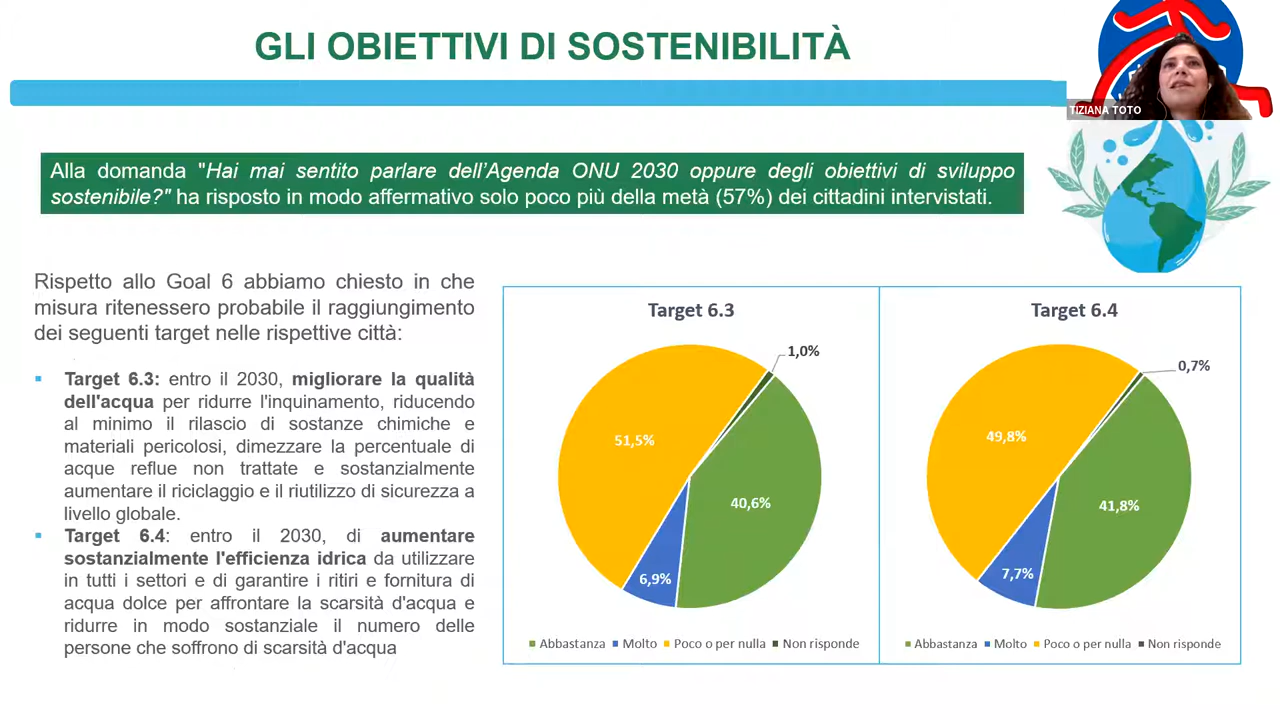 GLI OBIETTIVI DI SOSTENIBILITÀ
TIZIANA TOTO
Alla domanda "Hai mai sentito parlare dell'Agenda ONU 2030 oppure degli obiettivi di sviluppo
sostenibile?" ha risposto in modo affermativo solo poco più della metà (57%) dei cittadini intervistati.
Rispetto allo Goal 6 abbiamo chiesto in che
misura ritenessero probabile il raggiungimento
dei seguenti target nelle rispettive città:
▪ Target 6.3: entro il 2030, migliorare la qualità
dell'acqua per ridurre l'inquinamento, riducendo
al minimo il rilascio di sostanze chimiche e
materiali pericolosi, dimezzare la percentuale di
acque reflue non trattate e sostanzialmente
aumentare il riciclaggio e il riutilizzo di sicurezza a
livello globale.
▪ Target 6.4: entro il 2030, di aumentare
sostanzialmente l'efficienza idrica da utilizzare
in tutti i settori e di garantire i ritiri e fornitura di
acqua dolce per affrontare la scarsità d'acqua e
ridurre in modo sostanziale il numero delle
persone che soffrono di scarsità d'acqua
Target 6.3
1,0%
51,5%
40,6%
6,9%
Abbastanza Molto Poco o per nulla Non risponde
Target 6.4
0,7%
49,8%
41,8%
7,7%
Abbastanza Molto Poco o per nulla Non risponde